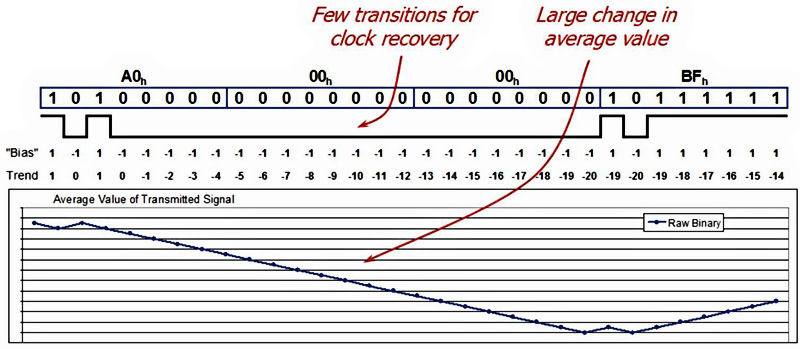 Few transitions for
clock recovery
Large change in
average value
A0h 00h 00h BFh
1 0 1 0 0 0 0 0 0 0 0 0 0 0 0 0 0 0 0 0 0 0 0 0 1 0 1 1 1 1 1 1
"Bias" 1 -1 1 -1 -1 -1 -1 -1 -1 -1 -1 -1 -1 -1 -1 -1 -1 -1 -1 -1 -1 -1 -1 -1 1 -1 1 1 1 1 1 1
Trend 1 0 1 0 -1 -2 -3 -4 -5 -6 -7 -8 -9 -10 -11 -12 -13 -14 -15 -16 -17 -18 -19 -20 -19 -20 -19 -18 -17 -16 -15 -14
Average Value of Transmitted Signal
Raw Binary